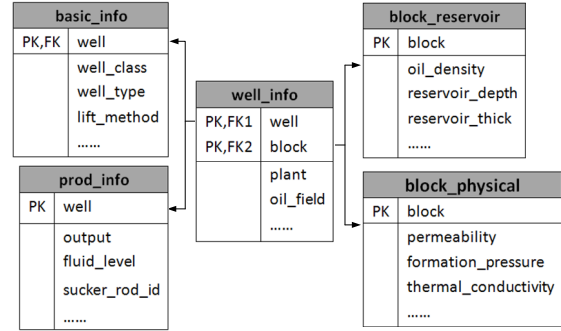 basic_info
PK,FK well
well_class
well_type
lift_method
......
prod_info
PK well
output
fluid_level
sucker_rod_id
......
well_info
PK,FK1 well
PK,FK2 block
plant
oil_field
......
block_reservoir
PK block
oil_density
reservoir_depth
reservoir_thick
......
block_physical
PK block
permeability
formation_pressure
thermal_conductivity
......